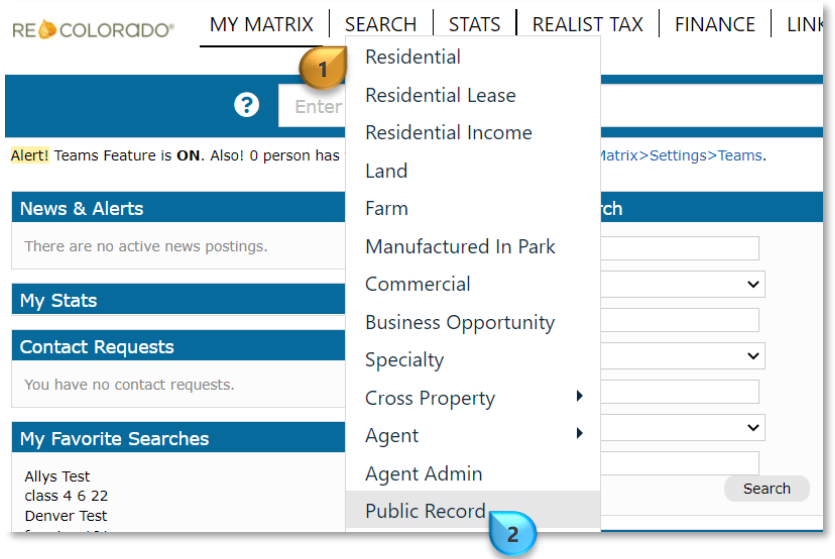 RECOLORADO®
MY MATRIX | SEARCH | STATS | REALIST TAX | FINANCE | LINK
1
Residential
Residential Lease
Residential Income
Land
Farm
Manufactured In Park
Commercial
Business Opportunity
Specialty
Cross Property
Agent
Agent Admin
Public Record
2
? Enter
Alert! Teams Feature is ON. Also! 0 person has
Matrix>Settings>Teams.
News & Alerts
There are no active news postings.
My Stats
Contact Requests
You have no contact requests.
My Favorite Searches
Allys Test
class 4 6 22
Denver Test
rch
Search